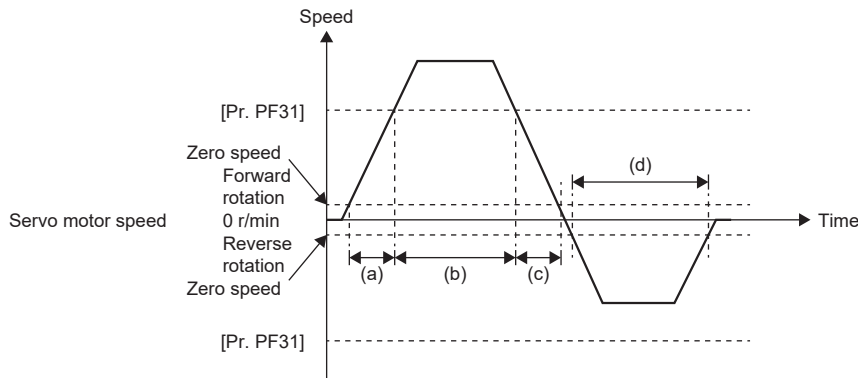 Speed
[Pr. PF31]
Zero speed
Forward
rotation
(d)
Servo motor speed
0 r/min
Time
Reverse
rotation
Zero speed
(a)
(b)
(c)
[Pr. PF31]